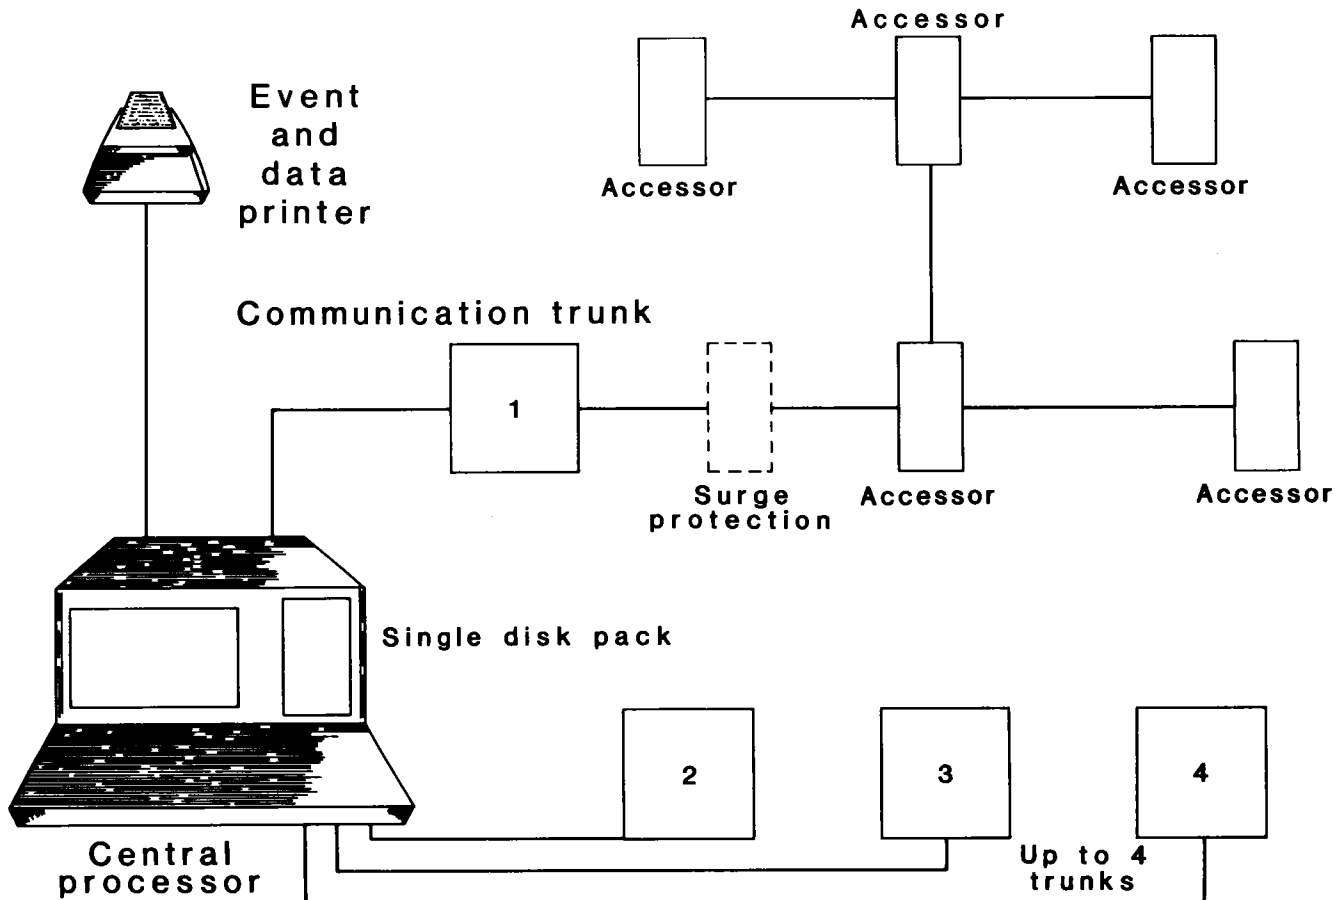 Accessor
Event
and
data
printer
Accessor
Accessor
Communication trunk
1
Surge
protection
Accessor
Accessor
Single disk pack
2
3
4
Central
processor
Up to 4
trunks